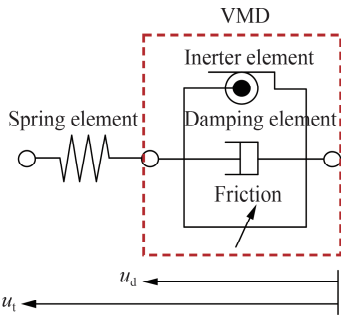 VMD
Inerter element
Spring element
Damping element
Friction
u_d
u_t